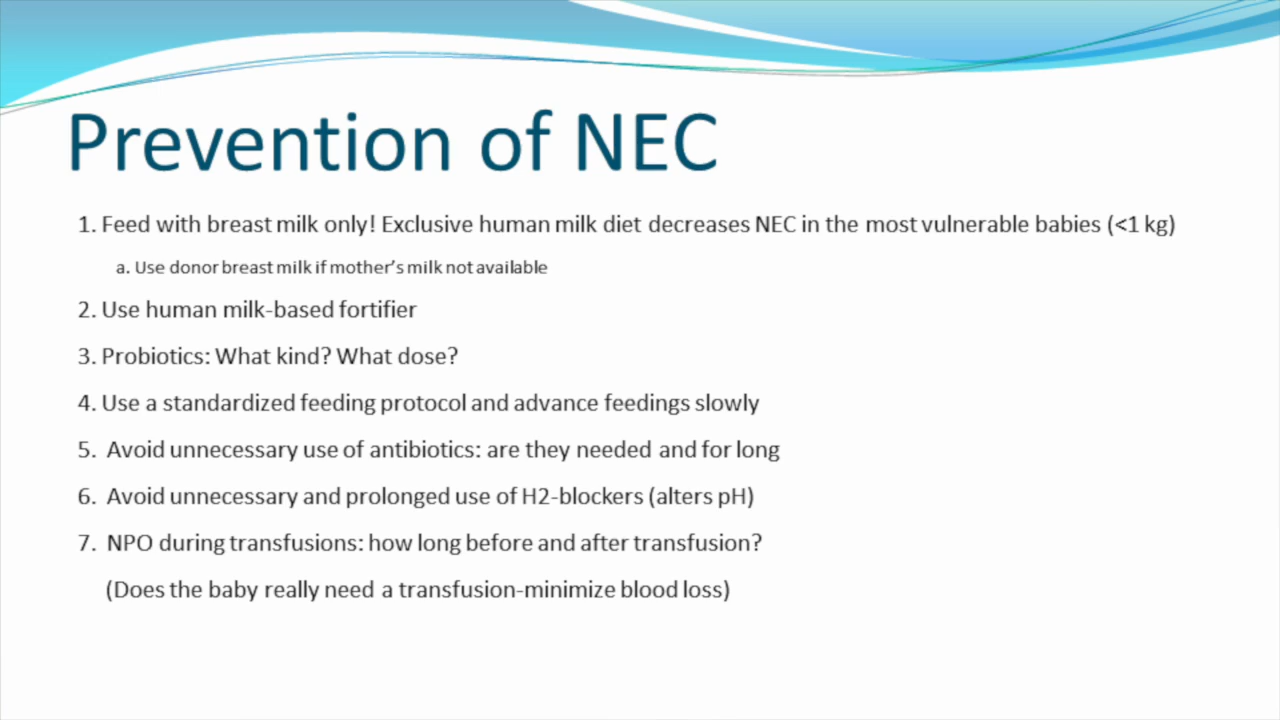 Prevention of NEC
1. Feed with breast milk only! Exclusive human milk diet decreases NEC in the most vulnerable babies (<1 kg)
a. Use donor breast milk if mother's milk not available
2. Use human milk-based fortifier
3. Probiotics: What kind? What dose?
4. Use a standardized feeding protocol and advance feedings slowly
5. Avoid unnecessary use of antibiotics: are they needed and for long
6. Avoid unnecessary and prolonged use of H2-blockers (alters pH)
7. NPO during transfusions: how long before and after transfusion?
(Does the baby really need a transfusion-minimize blood loss)